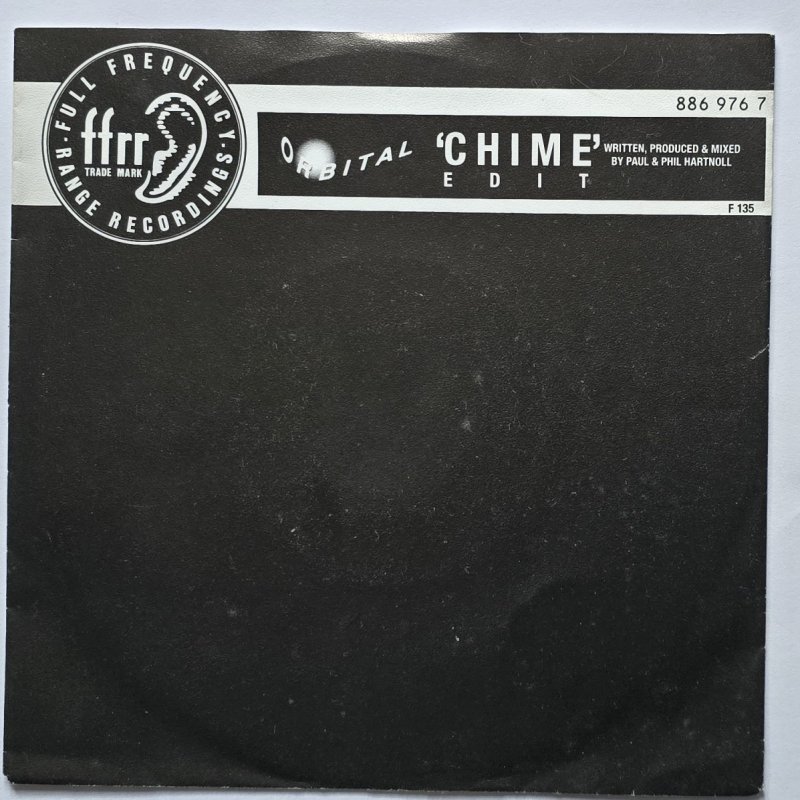 · FULL FREQUENCY ·
RANGE RECORDINGS
ffrr
TRADE MARK
886 976 7
ORBITAL
'CHIME'
EDIT
WRITTEN, PRODUCED & MIXED
BY PAUL & PHIL HARTNOLL
F 135